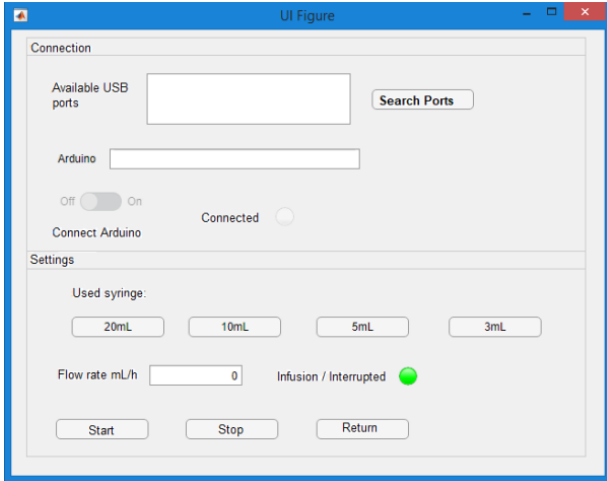 UI Figure
Connection
Available USB
ports
Search Ports
Arduino
Off On
Connected
Connect Arduino
Settings
Used syringe:
20mL 10mL 5mL 3mL
Flow rate mL/h 0 Infusion / Interrupted
Start Stop Return